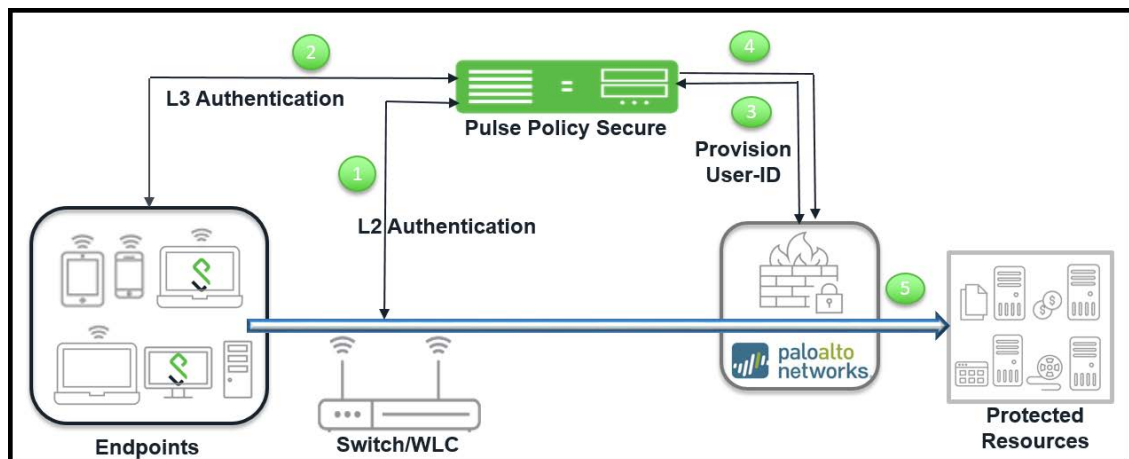 2
4
L3 Authentication
=
Pulse Policy Secure
3
Provision
User-ID
1
L2 Authentication
5
paloalto
networks
Switch/WLC
Endpoints
Protected
Resources